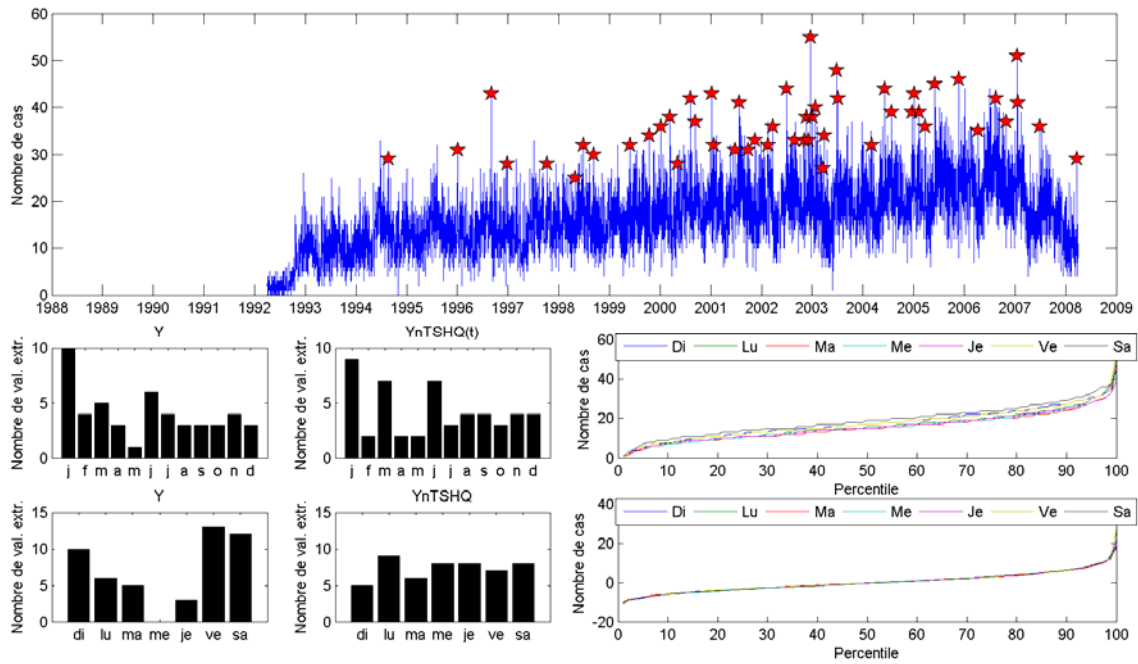 60
50
40
30
20
10
0
Nombre de cas
1988 1989 1990 1991 1992 1993 1994 1995 1996 1997 1998 1999 2000 2001 2002 2003 2004 2005 2006 2007 2008 2009
Y
10
5
0
Nombre de val. extr.
j f m a m j j a s o n d
YnTSHQ(t)
10
5
0
Nombre de val. extr.
j f m a m j j a s o n d
60
40
20
0
Nombre de cas
Di Lu Ma Me Je Ve Sa
1 10 20 30 40 50 60 70 80 90 100
Percentile
Y
15
10
5
0
Nombre de val. extr.
di lu ma me je ve sa
YnTSHQ
15
10
5
0
Nombre de val. extr.
di lu ma me je ve sa
40
20
0
-20
Nombre de cas
Di Lu Ma Me Je Ve Sa
1 10 20 30 40 50 60 70 80 90 100
Percentile